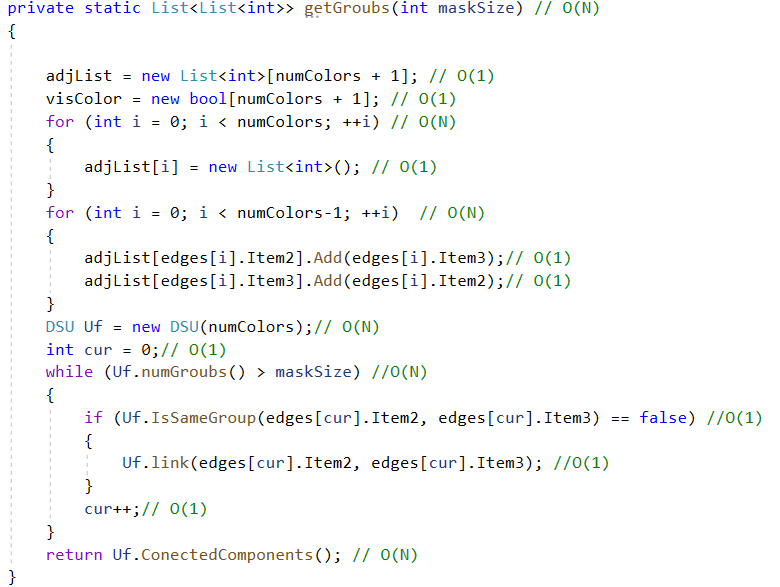 private static List<List<int>> getGroubs(int maskSize) // O(N)
{
adjList = new List<int>[numColors + 1]; // O(1)
visColor = new bool[numColors + 1]; // O(1)
for (int i = 0; i < numColors; ++i) // O(N)
{
adjList[i] = new List<int>(); // O(1)
}
for (int i = 0; i < numColors-1; ++i)  // O(N)
{
adjList[edges[i].Item2].Add(edges[i].Item3);// O(1)
adjList[edges[i].Item3].Add(edges[i].Item2);// O(1)
}
DSU Uf = new DSU(numColors);// O(N)
int cur = 0;// O(1)
while (Uf.numGroubs() > maskSize) //O(N)
{
if (Uf.IsSameGroup(edges[cur].Item2, edges[cur].Item3) == false) //O(1)
{
Uf.link(edges[cur].Item2, edges[cur].Item3); //O(1)
}
cur++;// O(1)
}
return Uf.ConectedComponents(); // O(N)
}